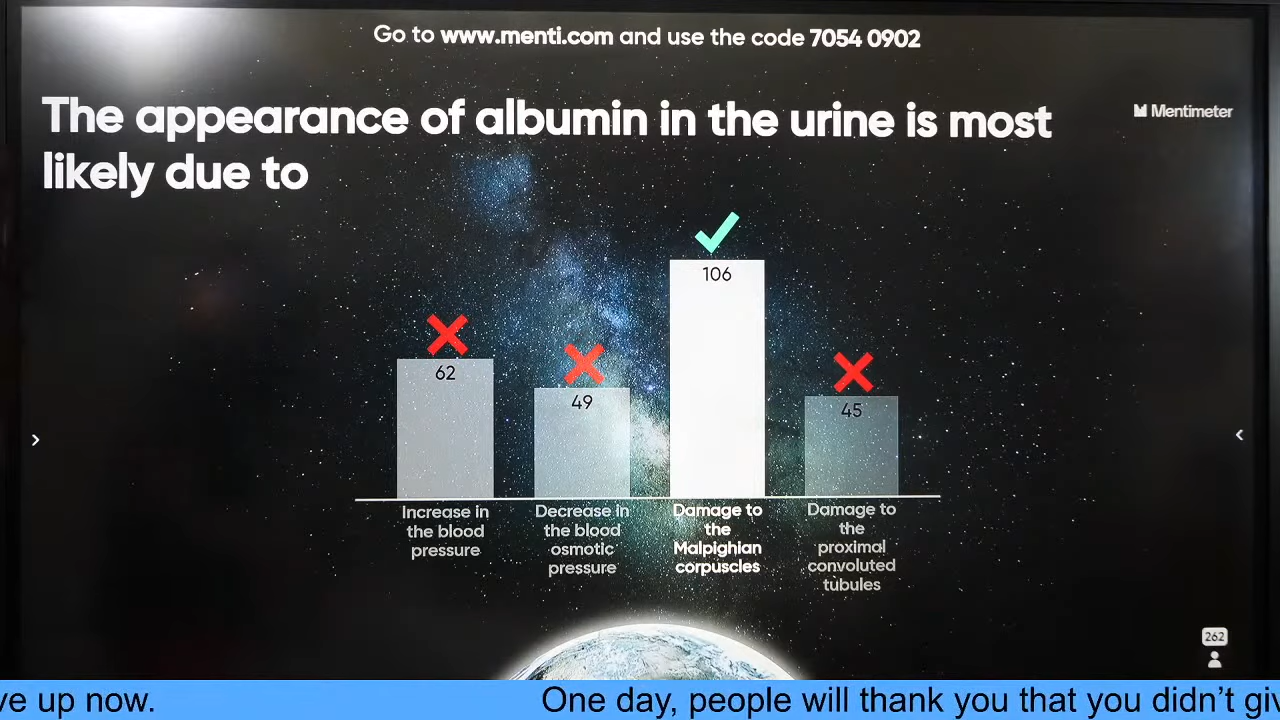 Go to www.menti.com and use the code 7054 0902
The appearance of albumin in the urine is most
likely due to
Mentimeter
62
49
106
45
Increase in
the blood
pressure
Decrease in
the blood
osmotic
pressure
Damage to
the
Malpighian
corpuscles
Damage to
the
proximal
convoluted
tubules
262
ve up now.
One day, people will thank you that you didn't giv